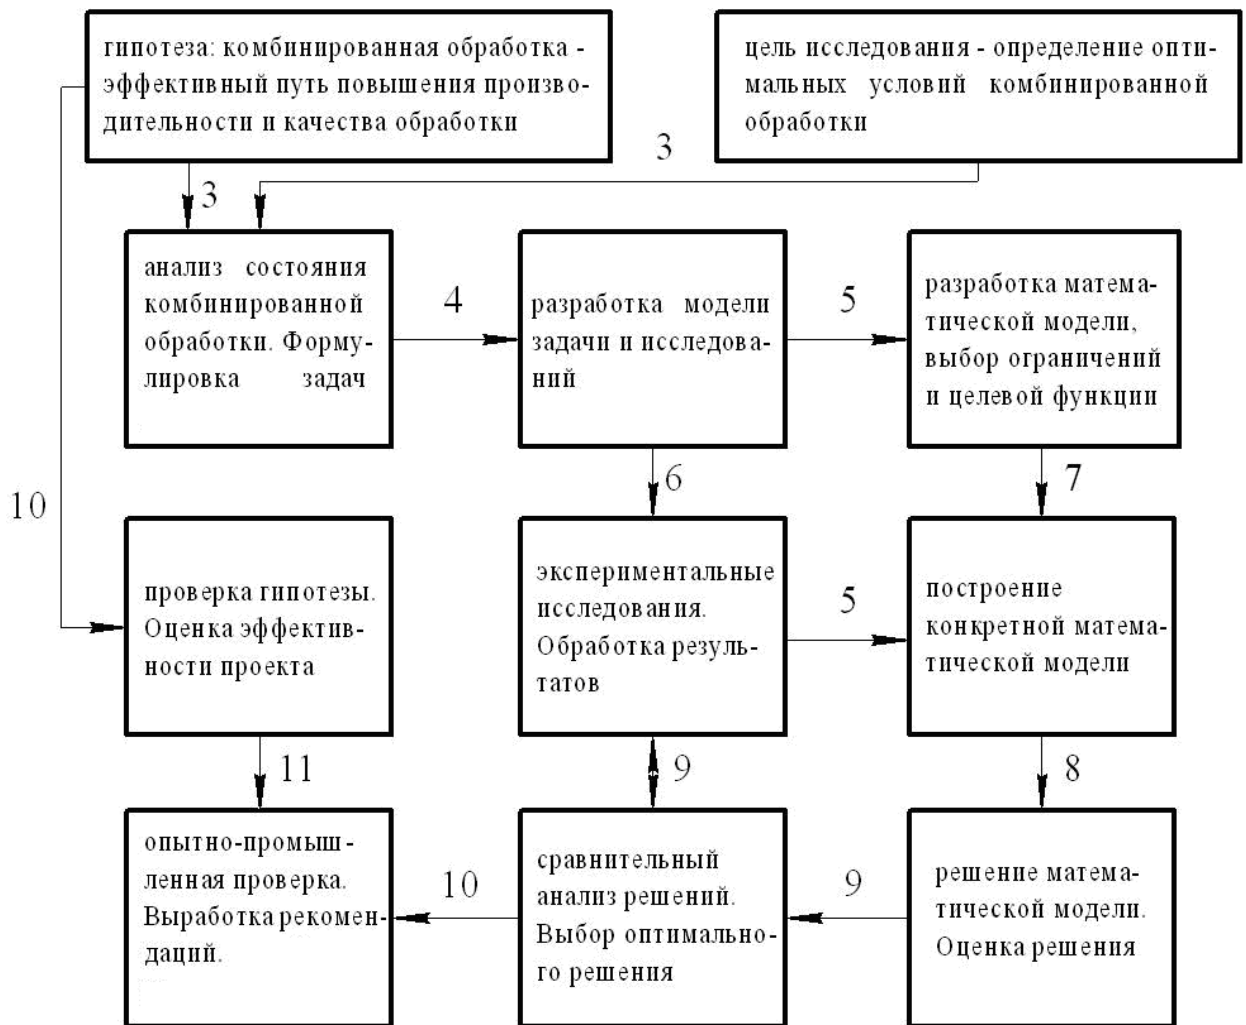 гипотеза: комбинированная обработка -
эффективный путь повышения произво-
дительности и качества обработки
цель исследования - определение опти-
мальных условий комбинированной
обработки
3
3
анализ состояния
комбинированной
обработки. Форму-
лировка задач
4
разработка модели
задачи и исследова-
ний
5
разработка матема-
тической модели,
выбор ограничений
и целевой функции
6
7
10
проверка гипотезы.
Оценка эффектив-
ности проекта
экспериментальные
исследования.
Обработка резуль-
татов
5
построение
конкретной матема-
тической модели
11
9
8
опытно-промыш-
ленная проверка.
Выработка рекомен-
даций.
10
сравнительный
анализ решений.
Выбор оптимально-
го решения
9
решение матема-
тической модели.
Оценка решения